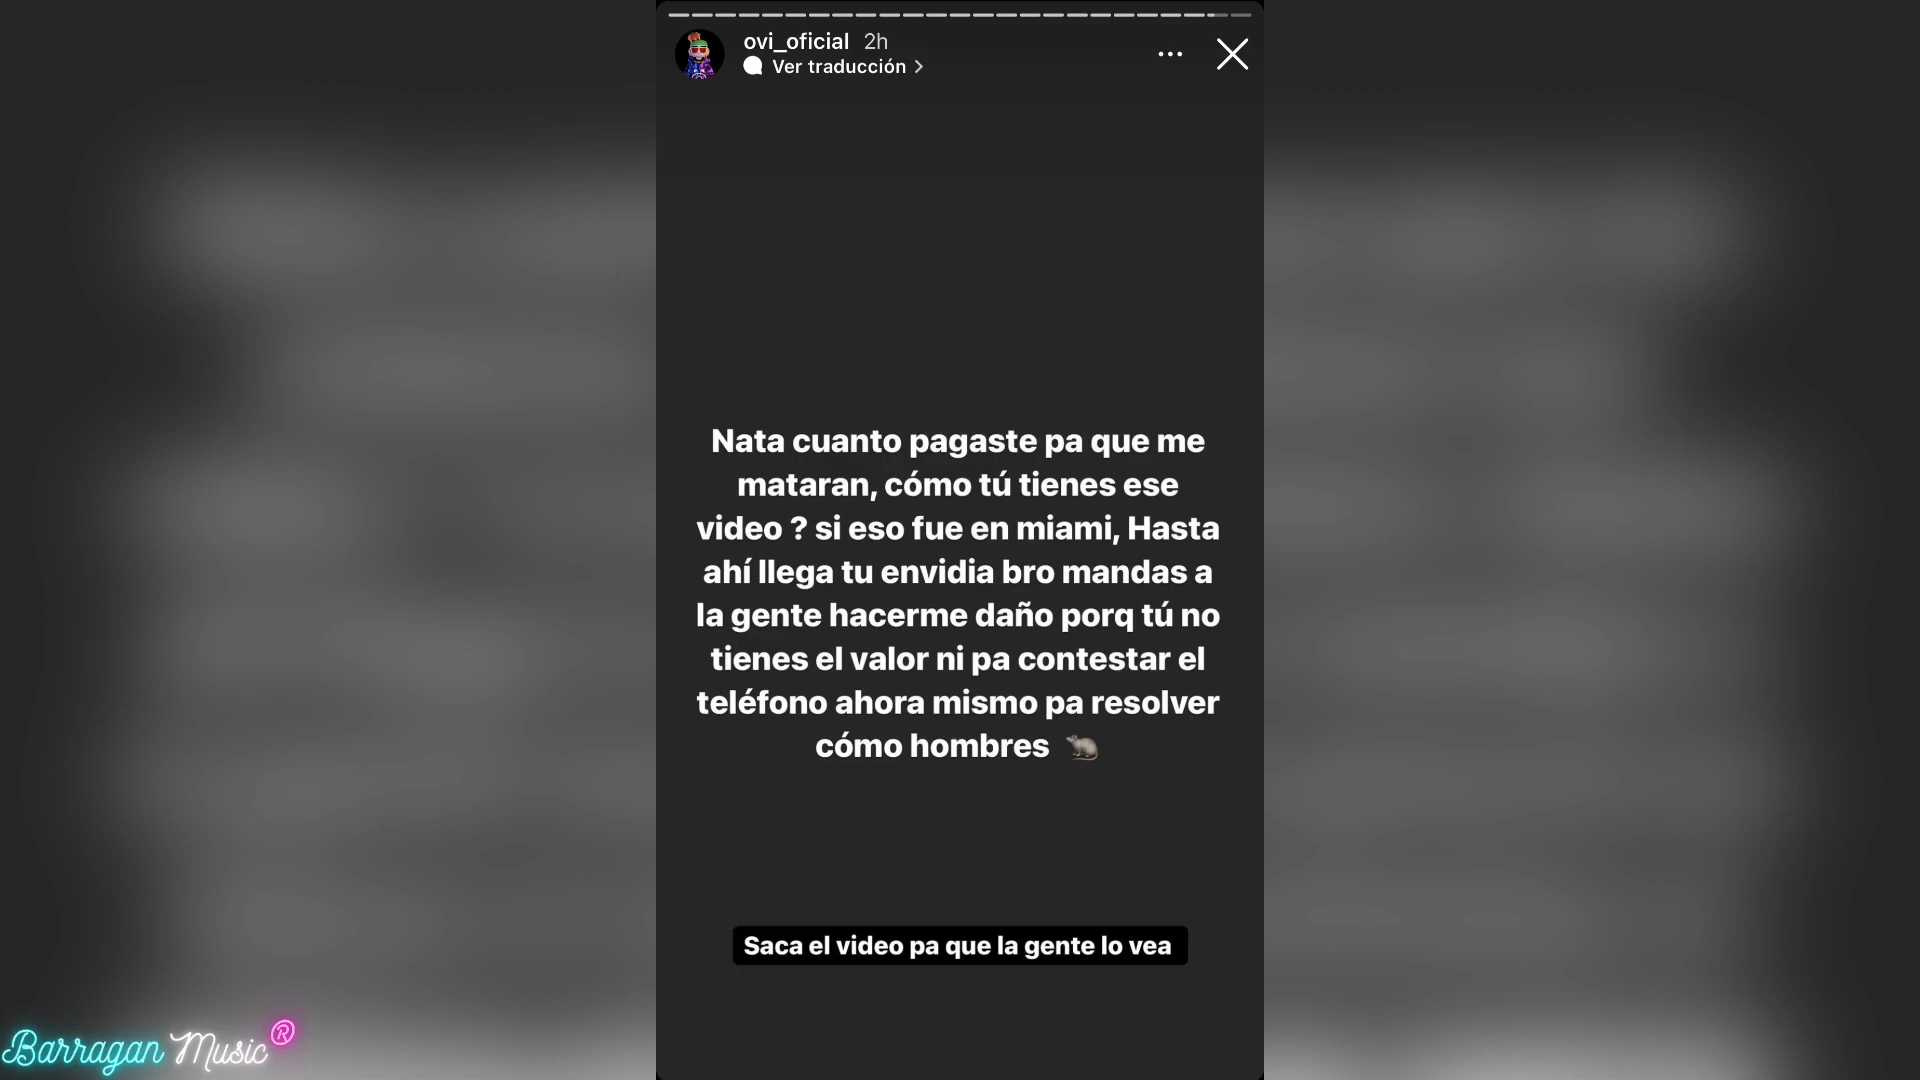 ovi_oficial 2h
Ver traducción
Nata cuanto pagaste pa que me
mataran, cómo tú tienes ese
video ? si eso fue en miami, Hasta
ahí llega tu envidia bro mandas a
la gente hacerme daño porq tú no
tienes el valor ni pa contestar el
teléfono ahora mismo pa resolver
cómo hombres 🐀
Saca el video pa que la gente lo vea
Barragan Music®